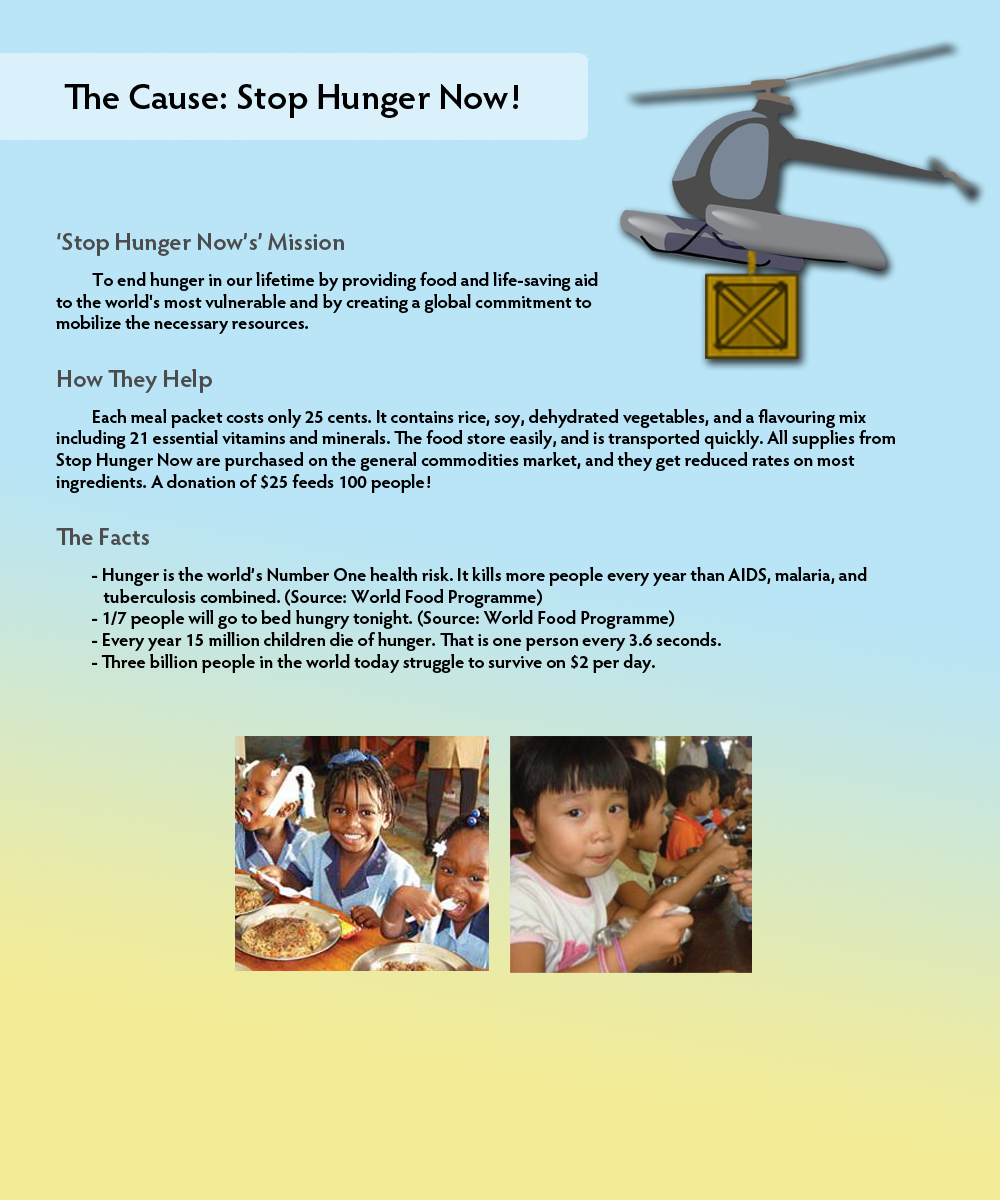 The Cause: Stop Hunger Now!
‘Stop Hunger Now’s’ Mission
To end hunger in our lifetime by providing food and life-saving aid
to the world's most vulnerable and by creating a global commitment to
mobilize the necessary resources.
How They Help
Each meal packet costs only 25 cents. It contains rice, soy, dehydrated vegetables, and a flavouring mix
including 21 essential vitamins and minerals. The food store easily, and is transported quickly. All supplies from
Stop Hunger Now are purchased on the general commodities market, and they get reduced rates on most
ingredients. A donation of $25 feeds 100 people!
The Facts
- Hunger is the world’s Number One health risk. It kills more people every year than AIDS, malaria, and
tuberculosis combined. (Source: World Food Programme)
- 1/7 people will go to bed hungry tonight. (Source: World Food Programme)
- Every year 15 million children die of hunger. That is one person every 3.6 seconds.
- Three billion people in the world today struggle to survive on $2 per day.